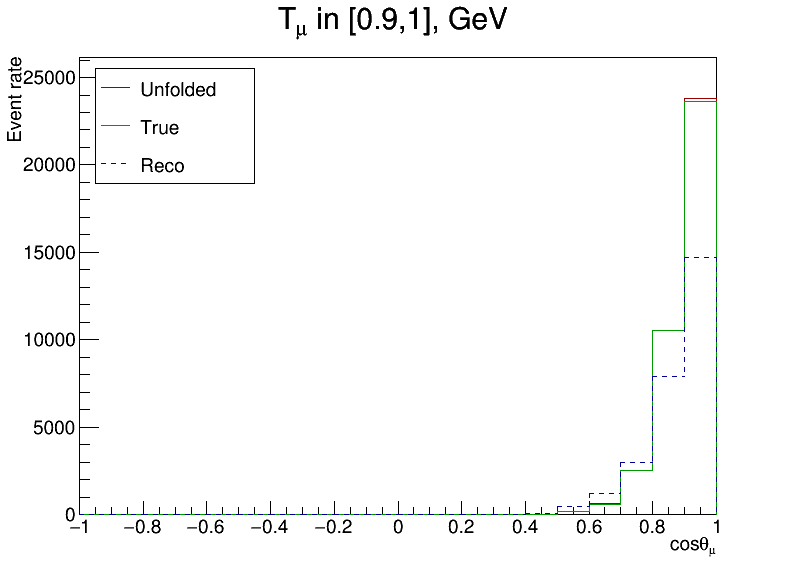 Tμ in [0.9,1], GeV
Event rate
Unfolded
True
Reco
25000
20000
15000
10000
5000
0
−1 −0.8 −0.6 −0.4 −0.2 0 0.2 0.4 0.6 0.8 1
cosθμ